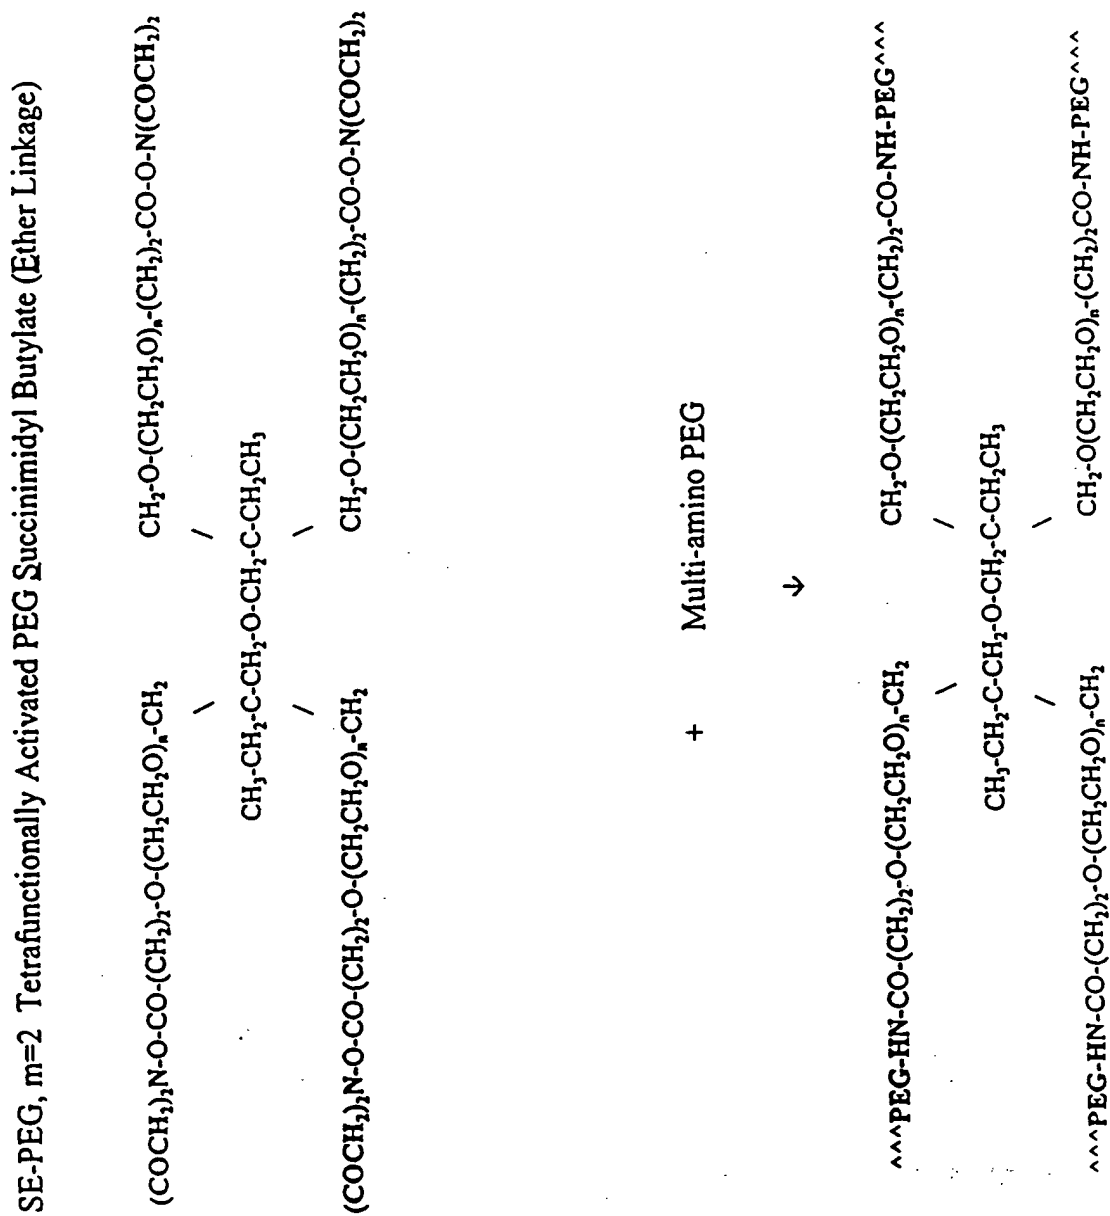 SE-PEG, m=2 Tetrafunctionally Activated PEG Succinimidyl Butylate (Ether Linkage)
(COCH₂)₂N-O-CO-(CH₂)₂-O-(CH₂CH₂O)ₙ-CH₂ CH₂-O-(CH₂CH₂O)ₙ-(CH₂)₂-CO-O-N(COCH₂)₂
CH₃-CH₂-C-CH₂-O-CH₂-C-CH₂CH₃
(COCH₂)₂N-O-CO-(CH₂)₂-O-(CH₂CH₂O)ₙ-CH₂ CH₂-O-(CH₂CH₂O)ₙ-(CH₂)₂-CO-O-N(COCH₂)₂
+ Multi-amino PEG
↓
^^^PEG-HN-CO-(CH₂)₂-O-(CH₂CH₂O)ₙ-CH₂ CH₂-O-(CH₂CH₂O)ₙ-(CH₂)₂-CO-NH-PEG^^^
CH₃-CH₂-C-CH₂-O-CH₂-C-CH₂CH₃
^^^PEG-HN-CO-(CH₂)₂-O-(CH₂CH₂O)ₙ-CH₂ CH₂-O(CH₂CH₂O)ₙ-(CH₂)₂CO-NH-PEG^^^